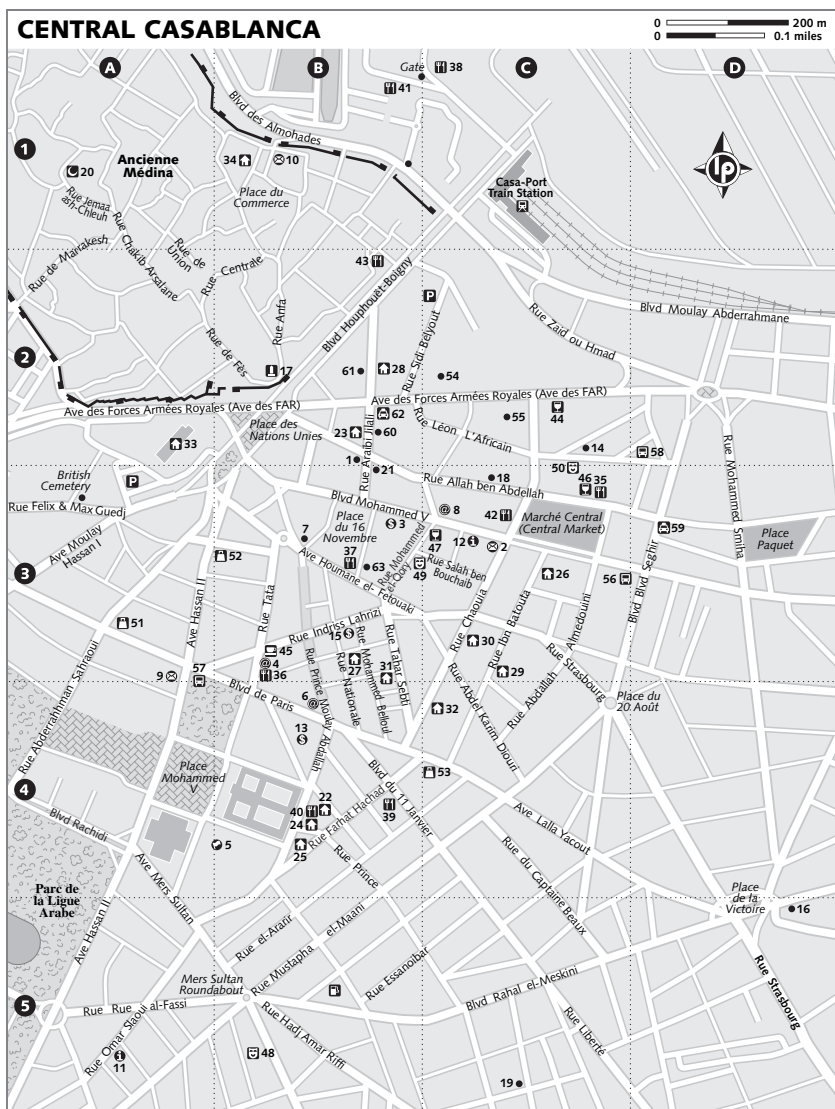 CENTRAL CASABLANCA
0 200 m
0 0.1 miles
A
B
C
D
Gate
38
41
Blvd des Almohades
1
20
Ancienne
Médina
34
10
Place du
Commerce
Casa-Port
Train Station
lp
Rue Jemaa
ash-Chleuh
Rue Chakib Arsalane
Rue de
Union
Rue de Marrakesh
Rue Centrale
43
Rue Anfa
Blvd Houphouët-Boigny
P
Rue Sidi Belyout
Rue Zaid ou Hmad
Blvd Moulay Abderrahmane
2
Rue de Fès
17
61
28
54
Ave des Forces Armées Royales (Ave des FAR)
Ave des Forces Armées Royales (Ave des FAR)
Place des
Nations Unies
62
23
60
Rue Araibi Jilali
Rue Léon L'Africain
55
44
14
33
1
21
50
58
British
Cemetery
P
Rue Allah ben Abdellah
18
46
35
Rue Mohammed Smiha
Rue Felix & Max Guedj
Blvd Mohammed V
8
42
Marché Central
(Central Market)
59
Place
Paquet
Ave Moulay
Hassan I
7
Place
du 16
Novembre
3
12
2
47
3
52
37
63
Rue Mohammed
el-Qory
49
Rue Salah ben
Bouchaib
26
56
Blvd Blvd Seghir
Ave Houmane el- Fetouaki
51
Ave Hassan II
Rue Tata
Rue Indriss Lahrizi
15
Rue Chaouia
Rue Ibn Batouta
Almedouini
30
45
4
36
Rue Prince Moulay Abdallah
27
Rue Nationale
Rue Mohammed Belloul
31
Rue Tahar Sebti
Rue Strasbourg
29
9
57
Rue Abderrahhman Sahraoui
Blvd de Paris
6
32
Rue Abdel Karim Diouri
Rue Abdallah
Place du
20 Août
13
Place
Mohammed
V
53
4
Blvd du 11 Janvier
22
40
24
Rue Farhat Hachad
39
Ave Lalla Yacout
Blvd Rachidi
5
25
Rue Prince
Rue du Captaine Beaux
Parc de
la Ligue
Arabe
Ave Mers Sultan
Place
de la
Victoire
16
Ave Hassan II
Rue el-Ararir
Rue Mustapha el-Maani
Mers Sultan
Roundabout
Rue Essanoibar
Blvd Rahal el-Meskini
Rue Strasbourg
5
Rue Rue al-Fassi
Rue Omar Slaoui
Rue Hadj Amar Riffi
Rue Liberté
11
48
19